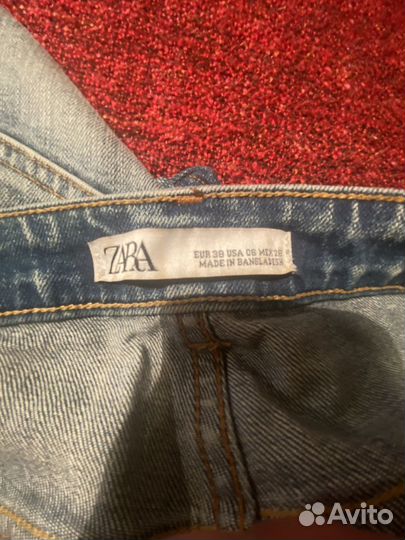 ZARA
EUR 38 USA 06 MEX 28
MADE IN BANGLADESH
Avito